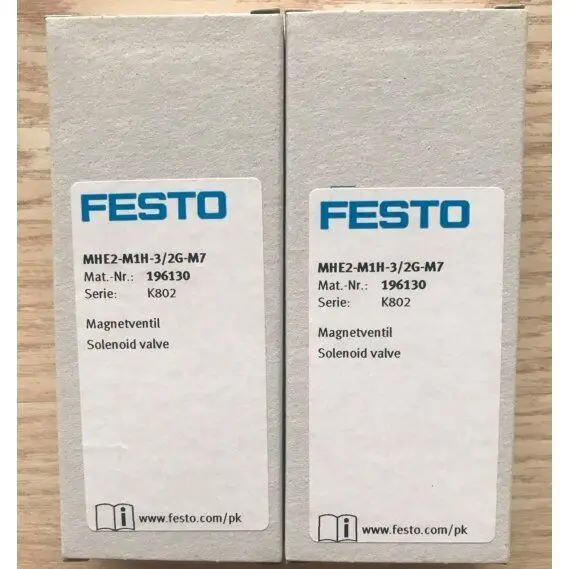 FESTO
MHE2-M1H-3/2G-M7
Mat.-Nr.: 196130
Serie: K802
Magnetventil
Solenoid valve
i www.festo.com/pk
FESTO
MHE2-M1H-3/2G-M7
Mat.-Nr.: 196130
Serie: K802
Magnetventil
Solenoid valve
i www.festo.com/pk